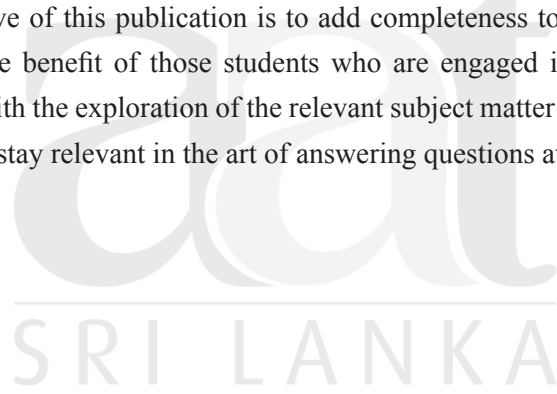 ve of this publication is to add completeness to
e benefit of those students who are engaged i
ith the exploration of the relevant subject matter
stay relevant in the art of answering questions a
aat
SRI LANKA